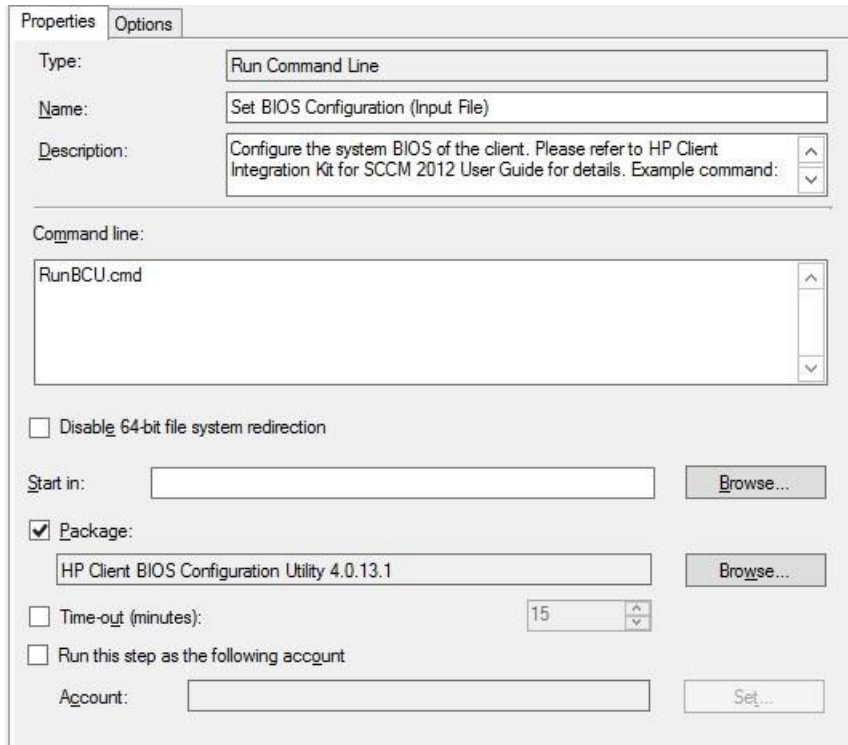 Properties
Options
Type:
Run Command Line
Name:
Set BIOS Configuration (Input File)
Description:
Configure the system BIOS of the client. Please refer to HP Client
Integration Kit for SCCM 2012 User Guide for details. Example command:
Command line:
RunBCU.cmd
Disable 64-bit file system redirection
Start in:
Browse...
Package:
HP Client BIOS Configuration Utility 4.0.13.1
Browse...
Time-out (minutes):
15
Run this step as the following account
Account:
Set...